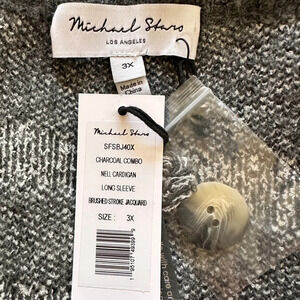 Michael Stars
LOS ANGELES
3X
Made in
China
Michael Stars
SFSBJ40X
CHARCOAL COMBO
NELL CARDIGAN
LONG SLEEVE
BRUSHED STROKE JACQUARD
SIZE : 3X